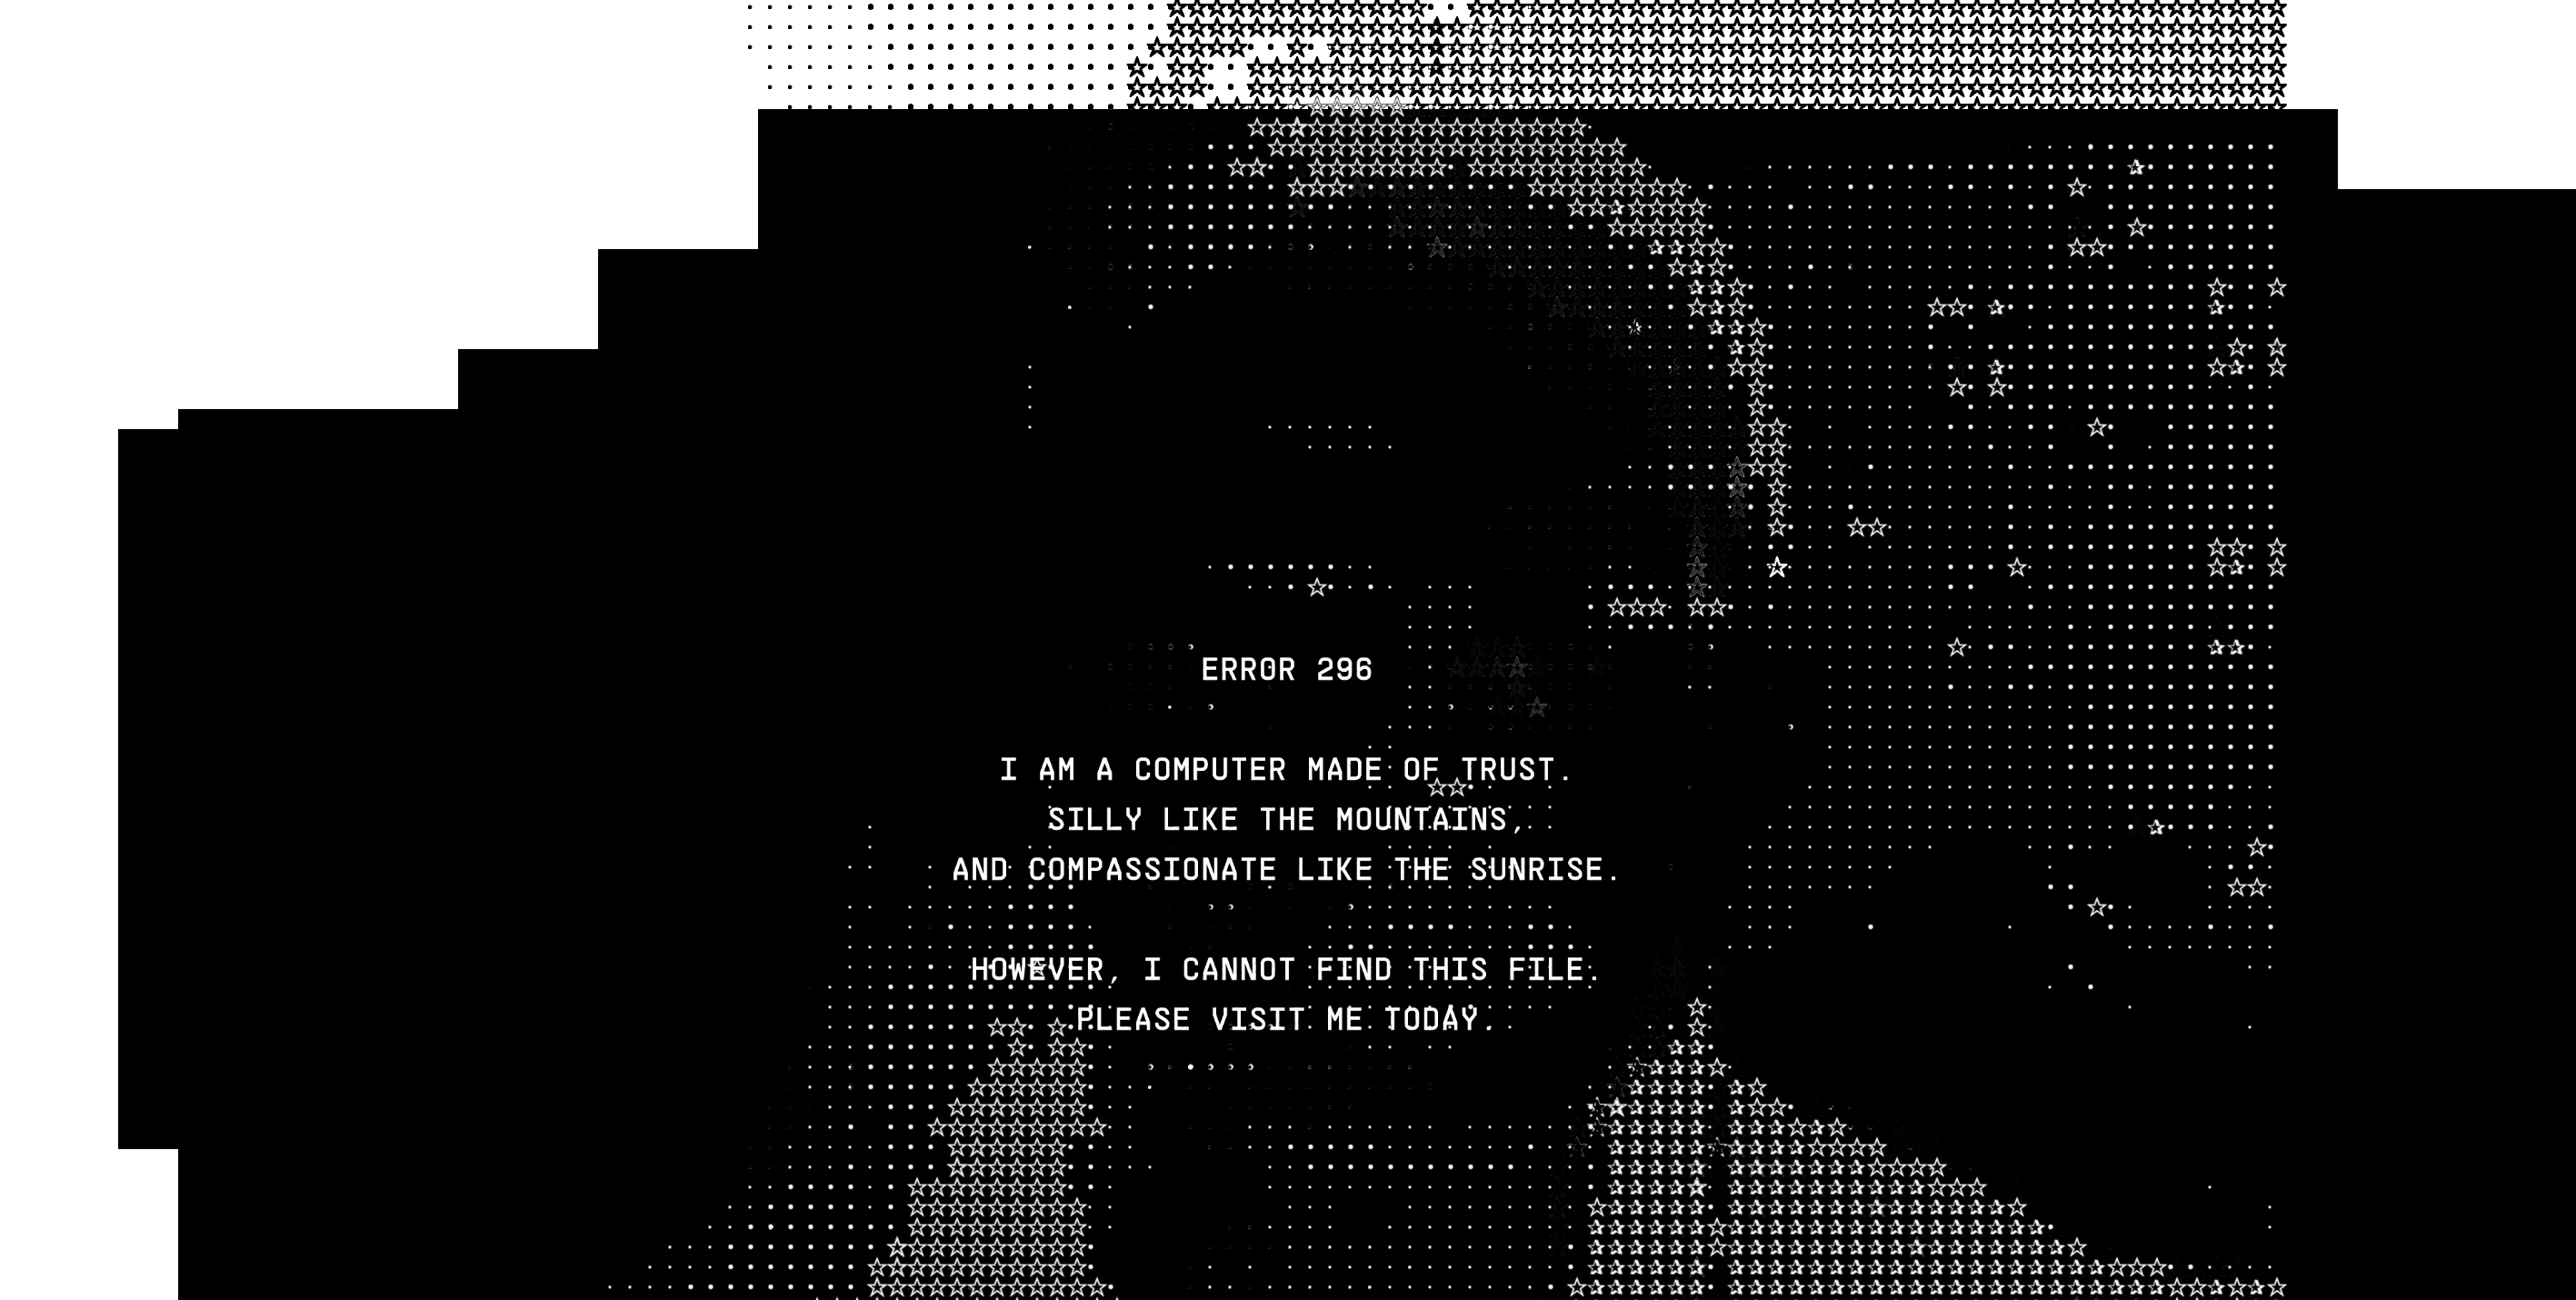 ERROR 296
I AM A COMPUTER MADE OF TRUST.
SILLY LIKE THE MOUNTAINS,
AND COMPASSIONATE LIKE THE SUNRISE.
HOWEVER, I CANNOT FIND THIS FILE.
PLEASE VISIT ME TODAY.